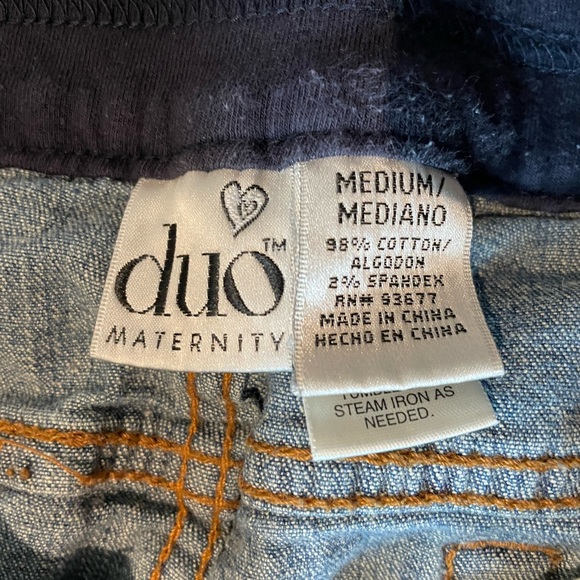 duo™
MATERNITY
MEDIUM/
MEDIANO
98% COTTON/
ALGODON
2% SPANDEX
RN# 93677
MADE IN CHINA
HECHO EN CHINA
STEAM IRON AS
NEEDED.